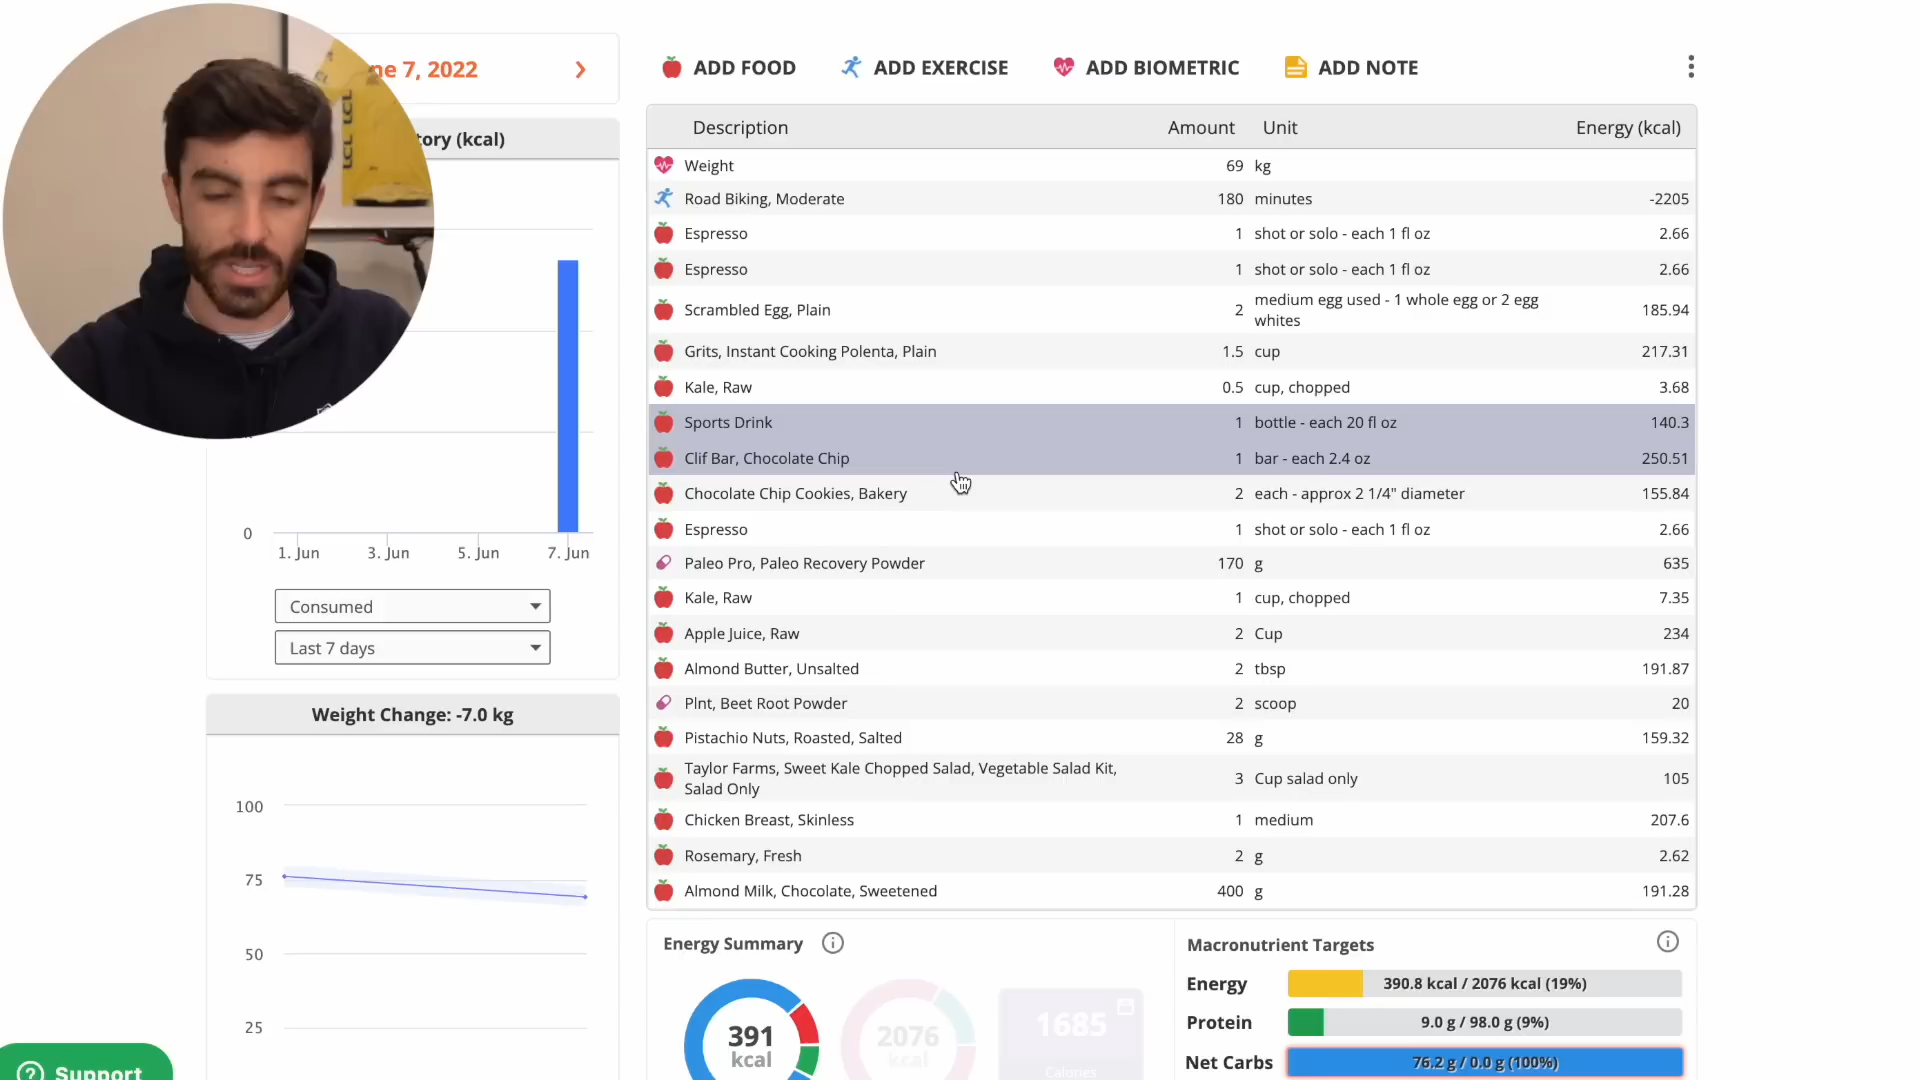 ne 7, 2022
ADD FOOD
ADD EXERCISE
ADD BIOMETRIC
ADD NOTE
LCL LCL
tory (kcal)
0
1. Jun 3. Jun 5. Jun 7. Jun
Consumed
Last 7 days
Weight Change: -7.0 kg
100
75
50
25
Support
Description Amount Unit Energy (kcal)
Weight 69 kg
Road Biking, Moderate 180 minutes -2205
Espresso 1 shot or solo - each 1 fl oz 2.66
Espresso 1 shot or solo - each 1 fl oz 2.66
Scrambled Egg, Plain 2 medium egg used - 1 whole egg or 2 egg
whites 185.94
Grits, Instant Cooking Polenta, Plain 1.5 cup 217.31
Kale, Raw 0.5 cup, chopped 3.68
Sports Drink 1 bottle - each 20 fl oz 140.3
Clif Bar, Chocolate Chip 1 bar - each 2.4 oz 250.51
Chocolate Chip Cookies, Bakery 2 each - approx 2 1/4" diameter 155.84
Espresso 1 shot or solo - each 1 fl oz 2.66
Paleo Pro, Paleo Recovery Powder 170 g 635
Kale, Raw 1 cup, chopped 7.35
Apple Juice, Raw 2 Cup 234
Almond Butter, Unsalted 2 tbsp 191.87
Plnt, Beet Root Powder 2 scoop 20
Pistachio Nuts, Roasted, Salted 28 g 159.32
Taylor Farms, Sweet Kale Chopped Salad, Vegetable Salad Kit,
Salad Only 3 Cup salad only 105
Chicken Breast, Skinless 1 medium 207.6
Rosemary, Fresh 2 g 2.62
Almond Milk, Chocolate, Sweetened 400 g 191.28
Energy Summary
391
kcal
2076
kcal
1685
Calories
Macronutrient Targets
Energy 390.8 kcal / 2076 kcal (19%)
Protein 9.0 g / 98.0 g (9%)
Net Carbs 76.2 g / 0.0 g (100%)